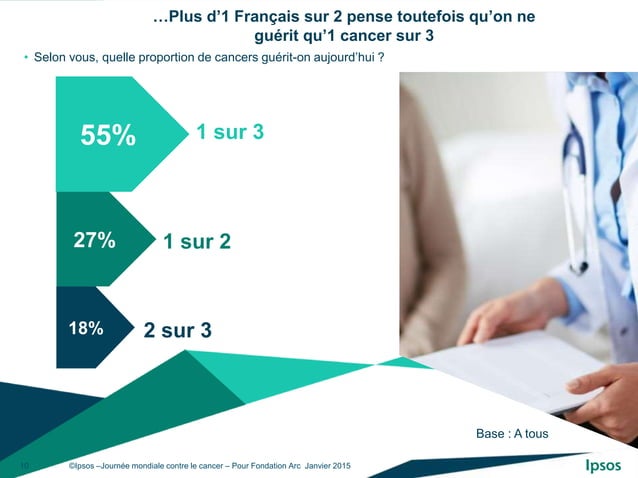 …Plus d’1 Français sur 2 pense toutefois qu’on ne
guérit qu’1 cancer sur 3
• Selon vous, quelle proportion de cancers guérit-on aujourd’hui ?
55%
1 sur 3
27%
1 sur 2
18%
2 sur 3
Base : A tous
10
©Ipsos –Journée mondiale contre le cancer – Pour Fondation Arc Janvier 2015
Ipsos